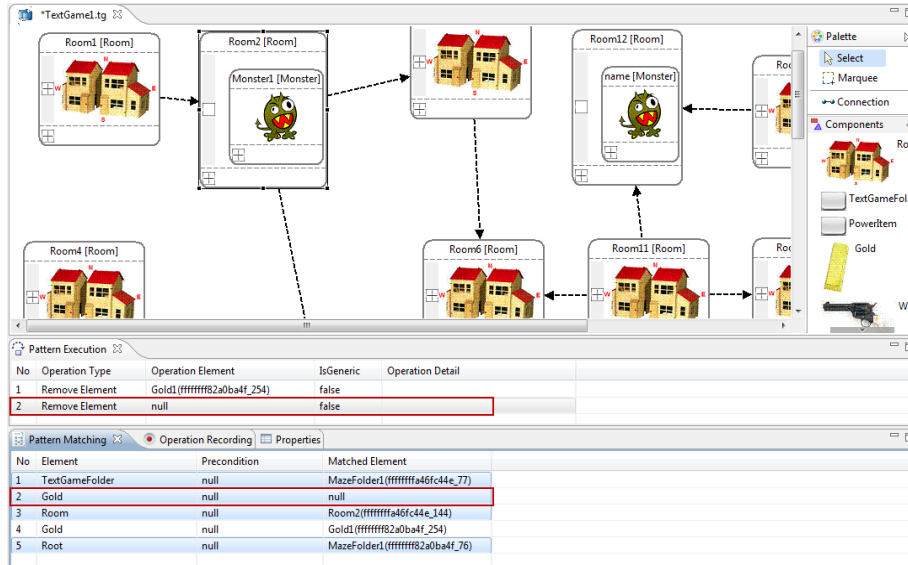 *TextGame1.tg
Room1 [Room]
N
W
E
S
Room2 [Room]
Monster1 [Monster]
W
E
S
Room12 [Room]
name [Monster]
W
Palette
Select
Marquee
Connection
Components
TextGameFol
PowerItem
Gold
W
Room4 [Room]
N
W
E
Room6 [Room]
N
W
E
Room11 [Room]
N
W
E
W
Pattern Execution
No Operation Type Operation Element IsGeneric Operation Detail
1 Remove Element Gold1(ffffffff82a0ba4f_254) false
2 Remove Element null false
Pattern Matching Operation Recording Properties
No Element Precondition Matched Element
1 TextGameFolder null MazeFolder1(ffffffffa46fc44e_77)
2 Gold null null
3 Room null Room2(ffffffffa46fc44e_144)
4 Gold null Gold1(ffffffff82a0ba4f_254)
5 Root null MazeFolder1(ffffffff82a0ba4f_76)